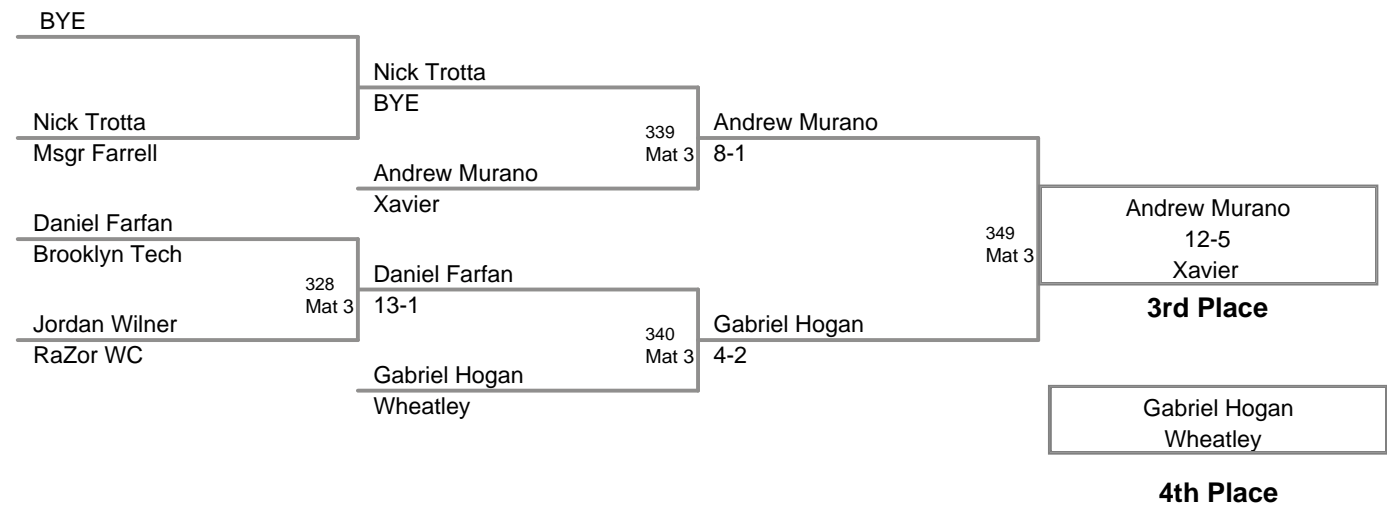 BYE
Nick Trotta
Msgr Farrell
Daniel Farfan
Brooklyn Tech
328
Mat 3
Jordan Wilner
RaZor WC
Nick Trotta
BYE
339
Mat 3
Andrew Murano
Xavier
Daniel Farfan
13-1
340
Mat 3
Gabriel Hogan
Wheatley
Andrew Murano
8-1
349
Mat 3
Gabriel Hogan
4-2
Andrew Murano
12-5
Xavier
3rd Place
Gabriel Hogan
Wheatley
4th Place